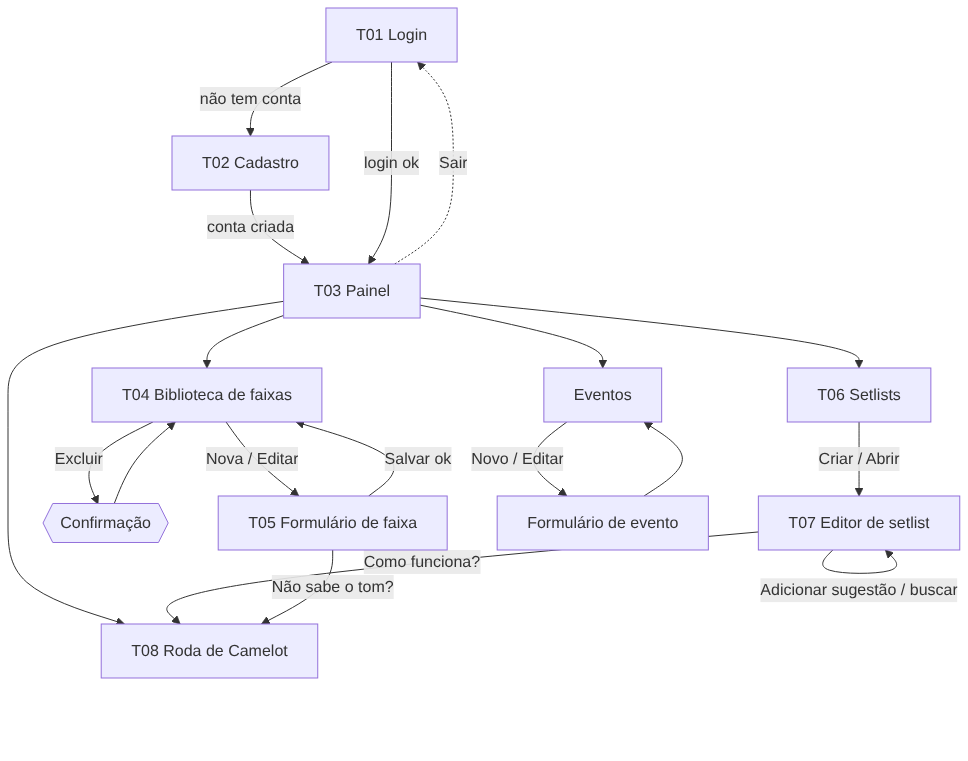 T01 Login
não tem conta
T02 Cadastro
login ok
Sair
conta criada
T03 Painel
T04 Biblioteca de faixas
Eventos
T06 Setlists
Excluir
Nova / Editar
Salvar ok
Novo / Editar
Criar / Abrir
Confirmação
T05 Formulário de faixa
Formulário de evento
T07 Editor de setlist
Como funciona?
Não sabe o tom?
Adicionar sugestão / buscar
T08 Roda de Camelot